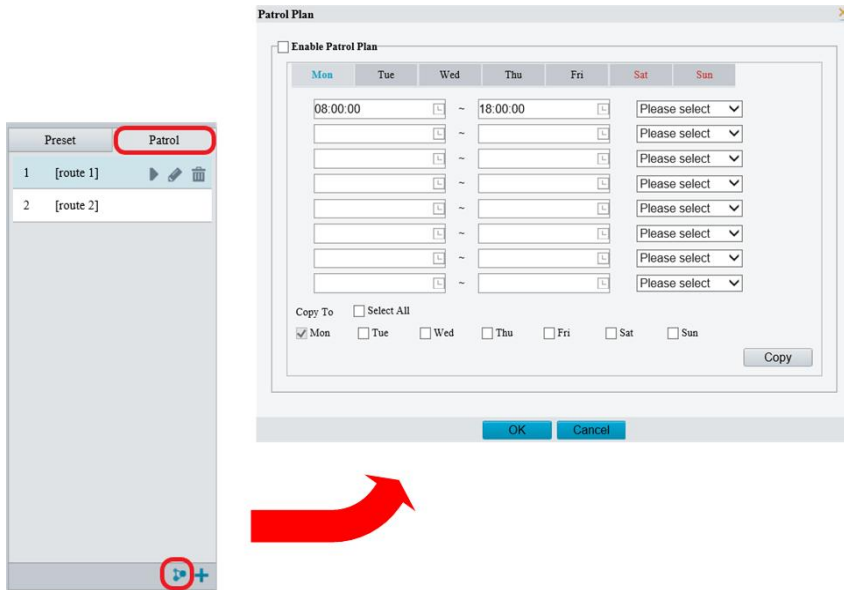 Patrol Plan
Enable Patrol Plan
Mon Tue Wed Thu Fri Sat Sun
08:00:00 ~ 18:00:00 Please select
~ Please select
~ Please select
~ Please select
~ Please select
~ Please select
~ Please select
~ Please select
Copy To Select All
Mon Tue Wed Thu Fri Sat Sun
Copy
OK Cancel
Preset Patrol
1 [route 1]
2 [route 2]